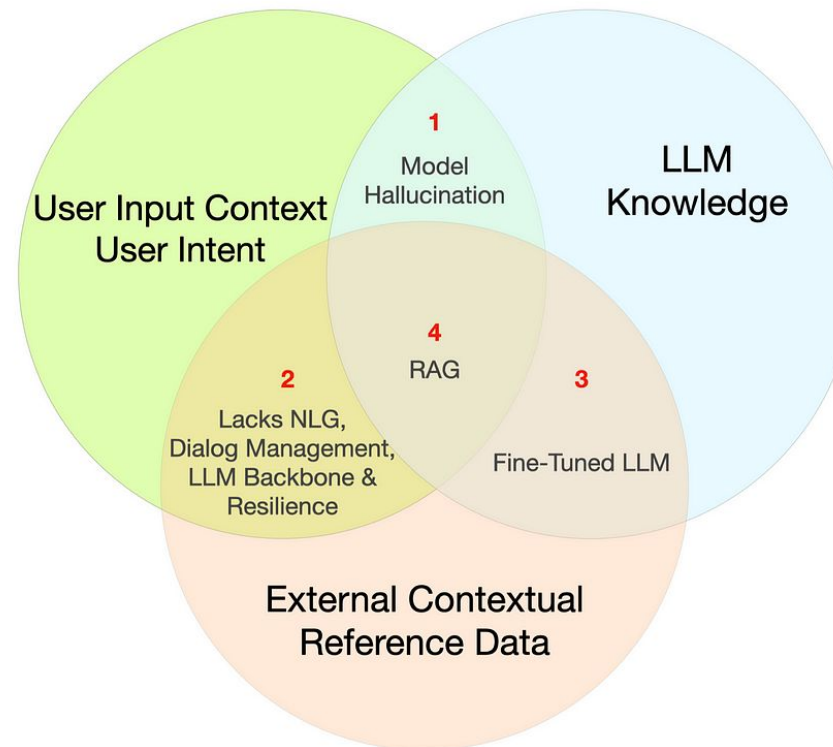 1
Model
Hallucination
LLM
Knowledge
User Input Context
User Intent
4
RAG
2
Lacks NLG,
Dialog Management,
LLM Backbone &
Resilience
3
Fine-Tuned LLM
External Contextual
Reference Data